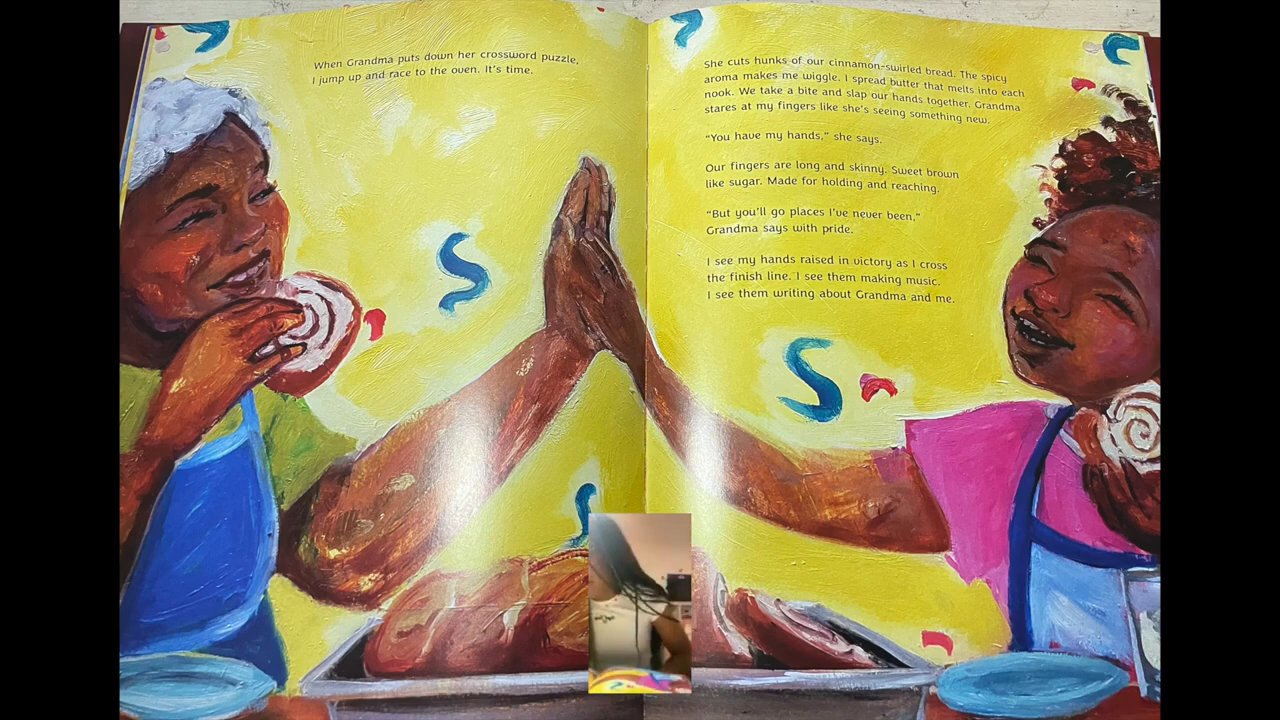 When Grandma puts down her crossword puzzle,
I jump up and race to the oven. It's time.
She cuts hunks of our cinnamon-swirled bread. The spicy
aroma makes me wiggle. I spread butter that melts into each
nook. We take a bite and slap our hands together. Grandma
stares at my fingers like she's seeing something new.
"You have my hands," she says.
Our fingers are long and skinny. Sweet brown
like sugar. Made for holding and reaching.
"But you'll go places I've never been,"
Grandma says with pride.
I see my hands raised in victory as I cross
the finish line. I see them making music.
I see them writing about Grandma and me.